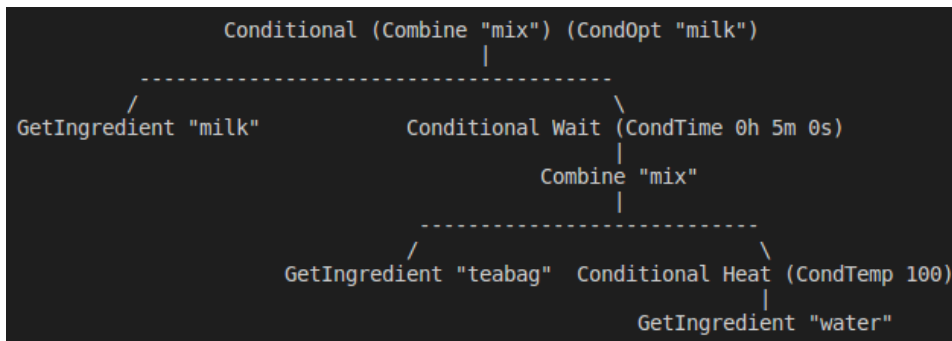 Conditional (Combine "mix") (CondOpt "milk")
|
----------------------------------------
/ \
GetIngredient "milk" Conditional Wait (CondTime 0h 5m 0s)
|
Combine "mix"
|
----------------------------
/ \
GetIngredient "teabag" Conditional Heat (CondTemp 100)
|
GetIngredient "water"